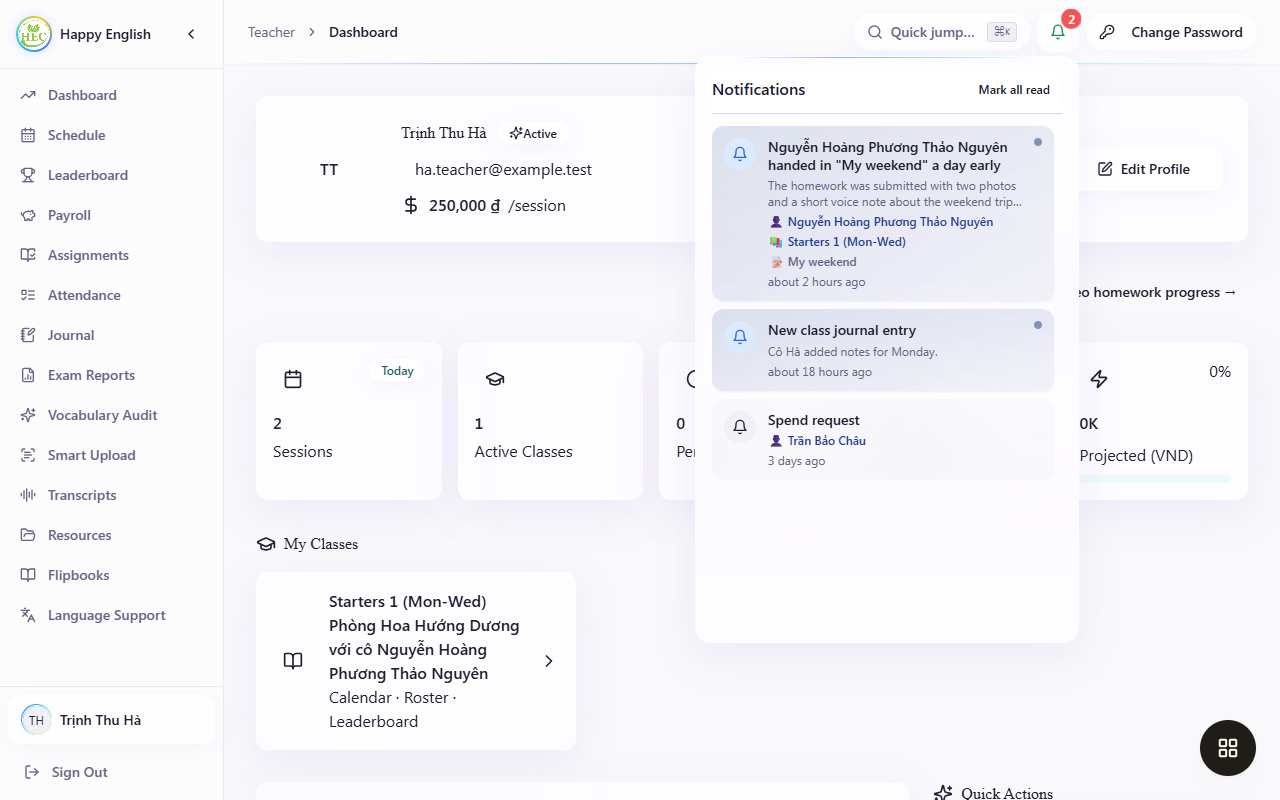 HEC
Happy English
Dashboard
Schedule
Leaderboard
Payroll
Assignments
Attendance
Journal
Exam Reports
Vocabulary Audit
Smart Upload
Transcripts
Resources
Flipbooks
Language Support
TH
Trịnh Thu Hà
Sign Out
Teacher
Dashboard
Quick jump...
⌘K
2
Change Password
TT
Trịnh Thu Hà
Active
ha.teacher@example.test
250,000 ₫ /session
Edit Profile
eo homework progress →
Today
2
Sessions
1
Active Classes
0
Per
0%
0K
Projected (VND)
Notifications
Mark all read
Nguyễn Hoàng Phương Thảo Nguyên
handed in "My weekend" a day early
The homework was submitted with two photos
and a short voice note about the weekend trip...
Nguyễn Hoàng Phương Thảo Nguyên
Starters 1 (Mon-Wed)
My weekend
about 2 hours ago
New class journal entry
Cô Hà added notes for Monday.
about 18 hours ago
Spend request
Trần Bảo Châu
3 days ago
My Classes
Starters 1 (Mon-Wed)
Phòng Hoa Hướng Dương
với cô Nguyễn Hoàng
Phương Thảo Nguyên
Calendar · Roster ·
Leaderboard
Quick Actions